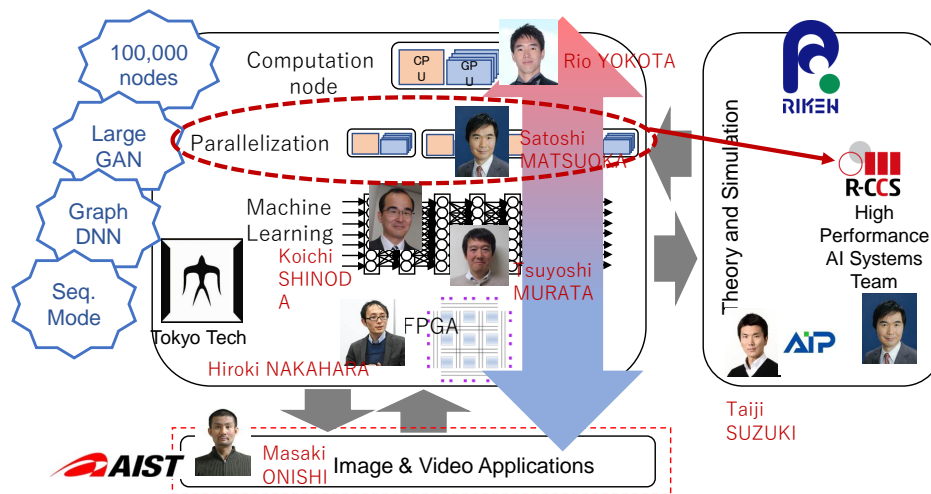 100,000
nodes
Large
GAN
Graph
DNN
Seq.
Mode
Computation
node
CP
U
GP
U
Rio YOKOTA
Parallelization
Satoshi
MATSUOKA
Machine
Learning
Koichi
SHINOD
A
Tsuyoshi
MURATA
Tokyo Tech
FPGA
Hiroki NAKAHARA
Theory and Simulation
RIKEN
R-CCS
High
Performance
AI Systems
Team
AIP
Taiji
SUZUKI
AIST
Masaki
ONISHI
Image & Video Applications